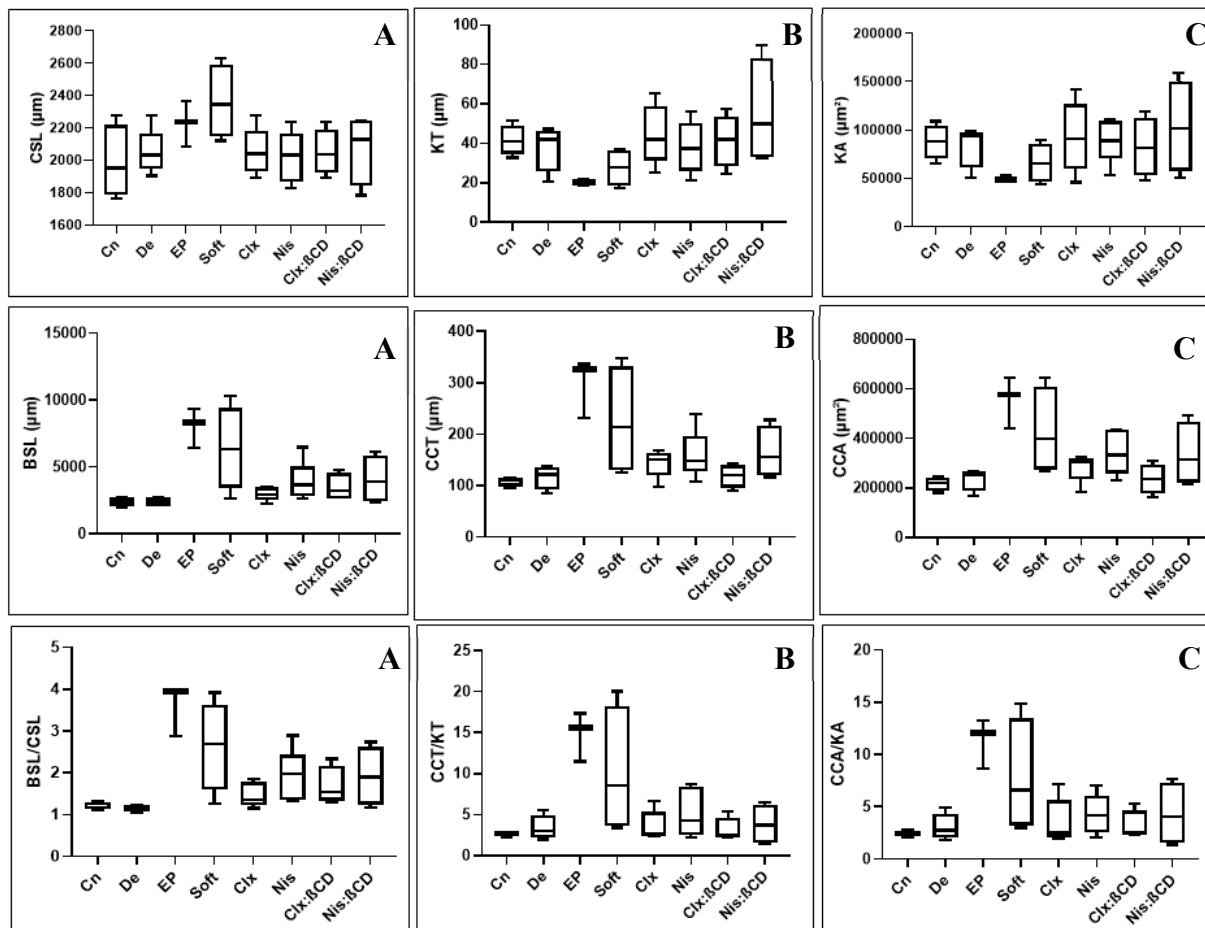 A
CSL (µm)
2800
2600
2400
2200
2000
1800
1600
Cn De EP Soft Clx Nis Clx:ßCD Nis:ßCD
B
KT (µm)
100
80
60
40
20
0
Cn De EP Soft Clx Nis Clx:ßCD Nis:ßCD
C
KA (µm²)
200000
150000
100000
50000
0
Cn De EP Soft Clx Nis Clx:ßCD Nis:ßCD
A
BSL (µm)
15000
10000
5000
0
Cn De EP Soft Clx Nis Clx:ßCD Nis:ßCD
B
CCT (µm)
400
300
200
100
0
Cn De EP Soft Clx Nis Clx:ßCD Nis:ßCD
C
CCA (µm²)
800000
600000
400000
200000
0
Cn De EP Soft Clx Nis Clx:ßCD Nis:ßCD
A
BSL/CSL
5
4
3
2
1
0
Cn De EP Soft Clx Nis Clx:ßCD Nis:ßCD
B
CCT/KT
25
20
15
10
5
0
Cn De EP Soft Clx Nis Clx:ßCD Nis:ßCD
C
CCA/KA
20
15
10
5
0
Cn De EP Soft Clx Nis Clx:ßCD Nis:ßCD